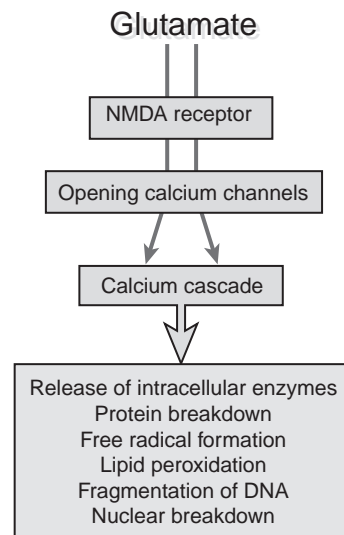 Glutamate
NMDA receptor
Opening calcium channels
Calcium cascade
Release of intracellular enzymes
Protein breakdown
Free radical formation
Lipid peroxidation
Fragmentation of DNA
Nuclear breakdown